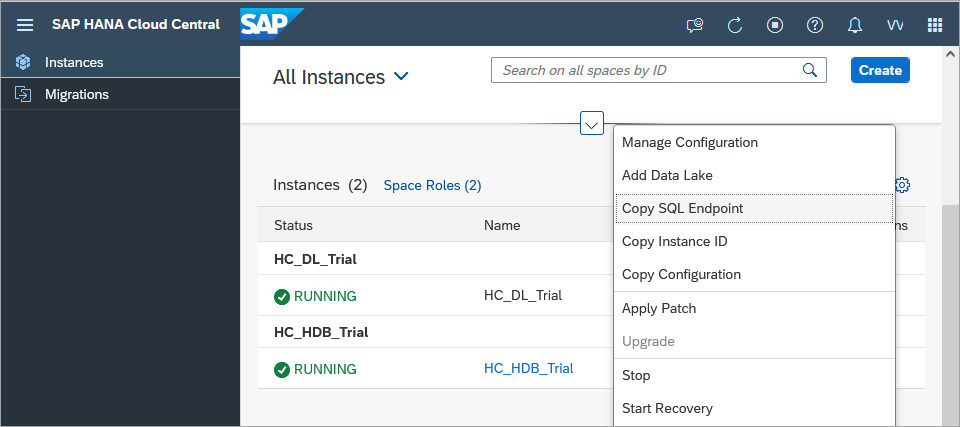 SAP HANA Cloud Central
SAP
VV
Instances
Migrations
All Instances
Search on all spaces by ID
Create
Instances (2)
Space Roles (2)
Status
Name
ns
HC_DL_Trial
RUNNING
HC_DL_Trial
HC_HDB_Trial
RUNNING
HC_HDB_Trial
Manage Configuration
Add Data Lake
Copy SQL Endpoint
Copy Instance ID
Copy Configuration
Apply Patch
Upgrade
Stop
Start Recovery